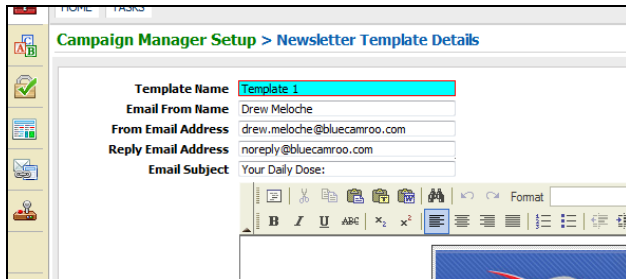 HOME TASKS
Campaign Manager Setup > Newsletter Template Details
Template Name Template 1
Email From Name Drew Meloche
From Email Address drew.meloche@bluecamroo.com
Reply Email Address noreply@bluecamroo.com
Email Subject Your Daily Dose:
Format
B I U ABC x₂ x²